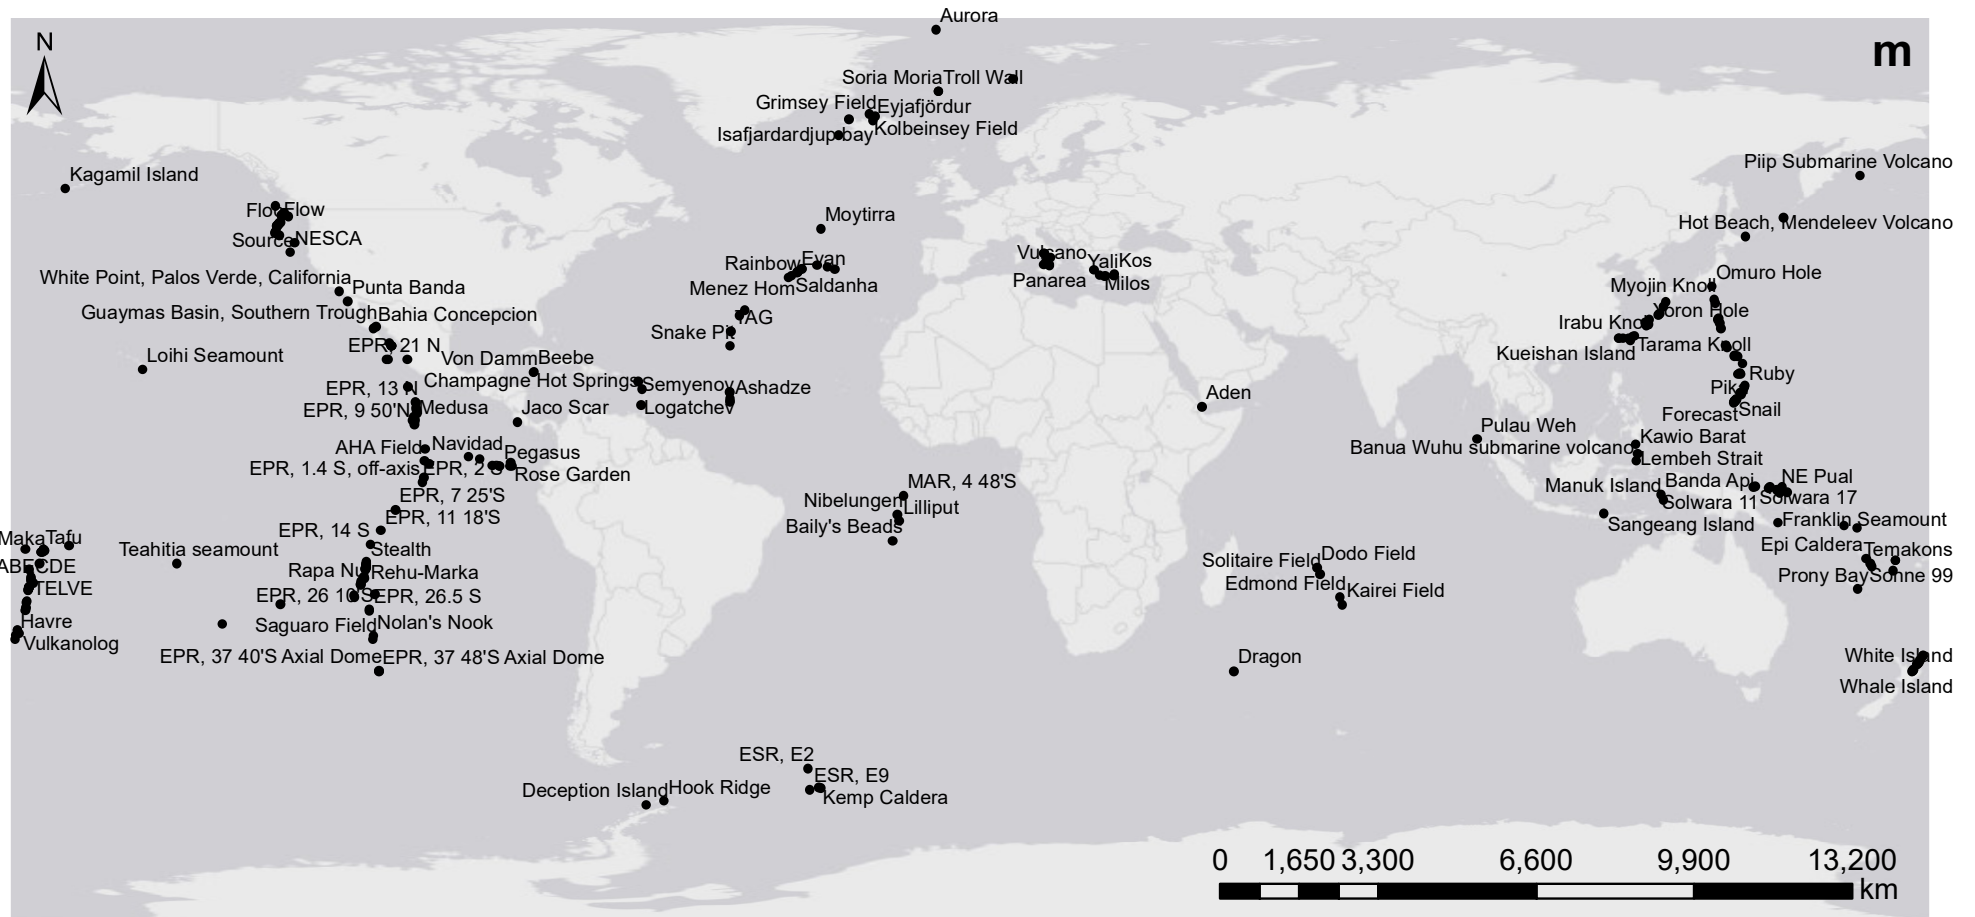 Aurora
N
m
Soria Moria
Troll Wall
Grimsey Field
Eyjafjördur
Isafjardardjup bay
Kolbeinsey Field
Piip Submarine Volcano
Kagamil Island
Flow
Moytirra
Hot Beach, Mendeleev Volcano
Source
NESCA
Vulcano
Yali
Kos
Rainbow
Evan
White Point, Palos Verde, California
Punta Banda
Menez Hom
Saldanha
Panarea
Milos
Omuro Hole
Myojin Knoll
Guaymas Basin, Southern Trough
Bahia Concepcion
TAG
Yoron Hole
Irabu Knoll
Snake Pit
EPR, 21 N
Loihi Seamount
Von Damm
Beebe
Kueishan Island
Tarama Knoll
Champagne Hot Springs
Semyenov
Ashadze
Ruby
EPR, 13 N
Pika
Aden
EPR, 9 50'N
Medusa
Jaco Scar
Logatchev
Forecast
Snail
Pulau Weh
AHA Field
Navidad
Pegasus
Banua Wuhu submarine volcano
Kawio Barat
EPR, 1.4 S, off-axis
EPR, 2 S
Rose Garden
Lembeh Strait
MAR, 4 48'S
Manuk Island
Banda Api
NE Pual
EPR, 7 25'S
Nibelungen
Lilliput
Solwara 11
Solwara 17
EPR, 11 18'S
EPR, 14 S
Baily's Beads
Sangeang Island
Franklin Seamount
Maka
Tafu
Teahitia seamount
Stealth
Solitaire Field
Dodo Field
Epi Caldera
Temakons
ABE
CDE
Rapa Nui
Rehu-Marka
Edmond Field
Kairei Field
Prony Bay
Sonne 99
TELVE
EPR, 26 10'S
EPR, 26.5 S
Havre
Saguaro Field
Nolan's Nook
Vulkanolog
EPR, 37 40'S Axial Dome
EPR, 37 48'S Axial Dome
Dragon
White Island
Whale Island
ESR, E2
ESR, E9
Deception Island
Hook Ridge
Kemp Caldera
0 1,650 3,300 6,600 9,900 13,200
km